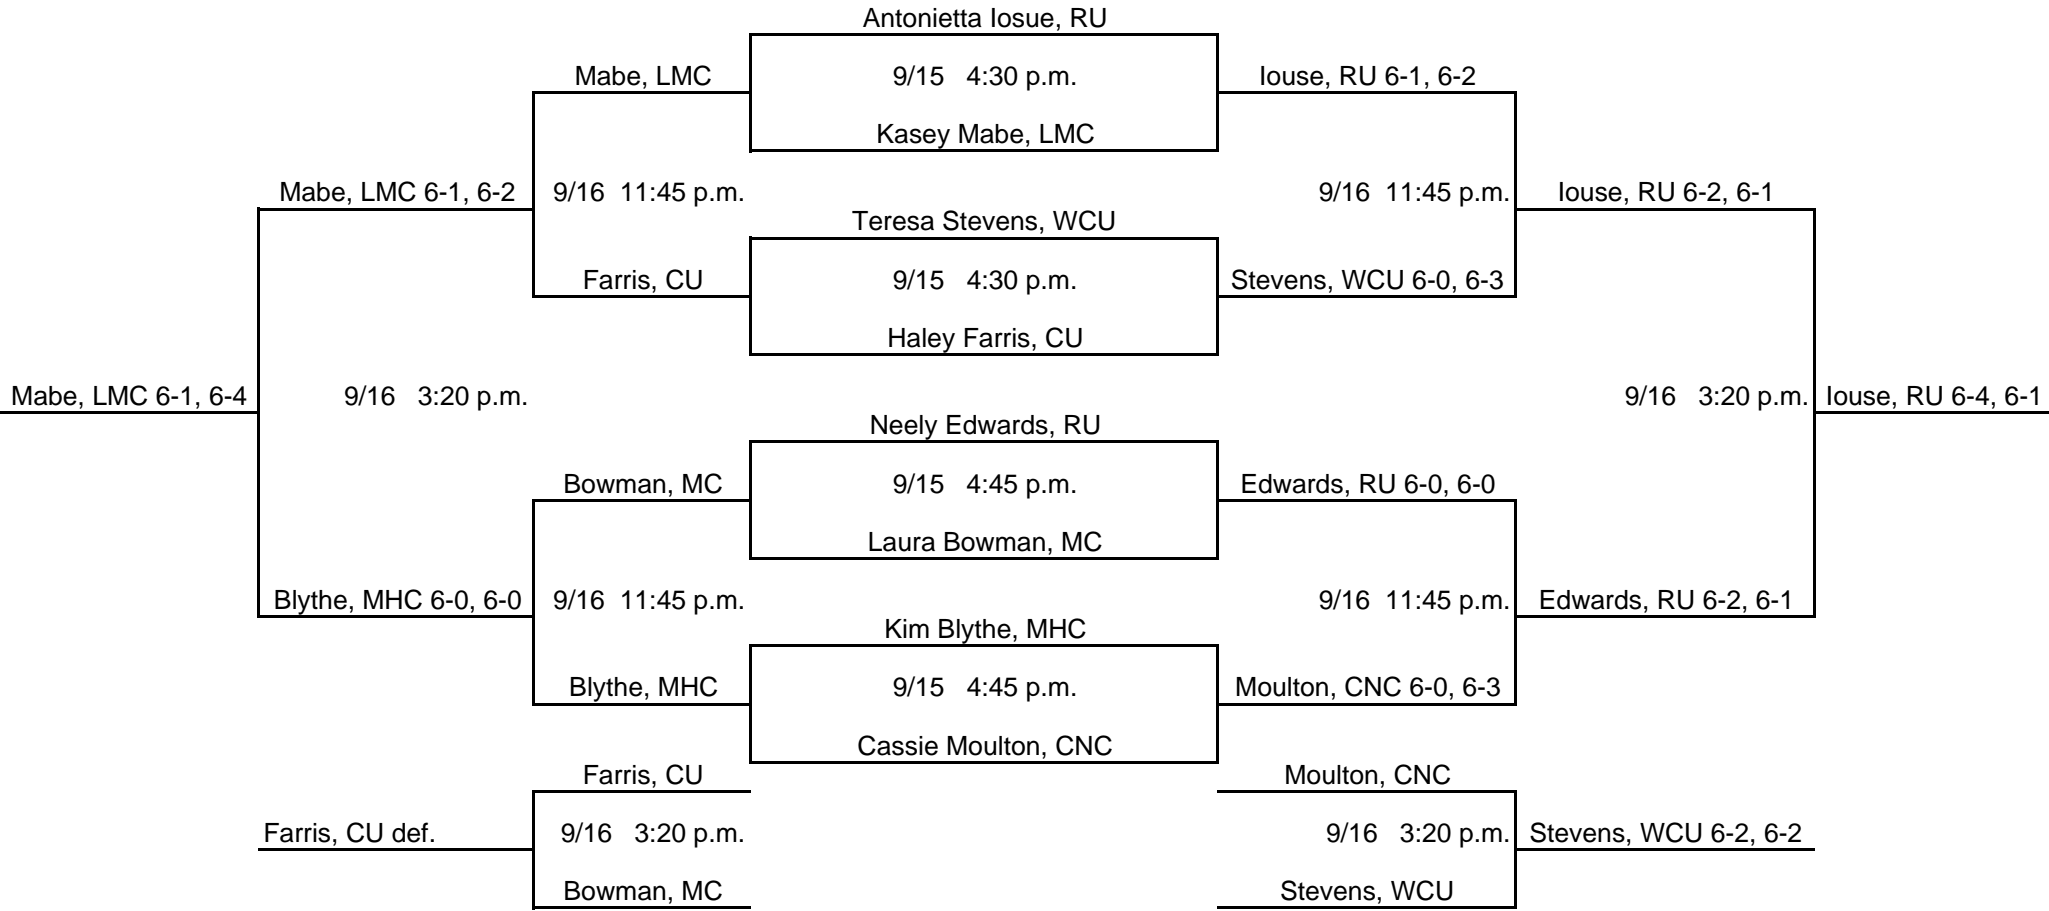 Antonietta Iosue, RU
Mabe, LMC
9/15 4:30 p.m.
Iouse, RU 6-1, 6-2
Kasey Mabe, LMC
Mabe, LMC 6-1, 6-2
9/16 11:45 p.m.
9/16 11:45 p.m.
Iouse, RU 6-2, 6-1
Teresa Stevens, WCU
Farris, CU
9/15 4:30 p.m.
Stevens, WCU 6-0, 6-3
Haley Farris, CU
Mabe, LMC 6-1, 6-4
9/16 3:20 p.m.
9/16 3:20 p.m.
Iouse, RU 6-4, 6-1
Neely Edwards, RU
Bowman, MC
9/15 4:45 p.m.
Edwards, RU 6-0, 6-0
Laura Bowman, MC
Blythe, MHC 6-0, 6-0
9/16 11:45 p.m.
9/16 11:45 p.m.
Edwards, RU 6-2, 6-1
Kim Blythe, MHC
Blythe, MHC
9/15 4:45 p.m.
Moulton, CNC 6-0, 6-3
Cassie Moulton, CNC
Farris, CU
Moulton, CNC
Farris, CU def.
9/16 3:20 p.m.
9/16 3:20 p.m.
Stevens, WCU 6-2, 6-2
Bowman, MC
Stevens, WCU